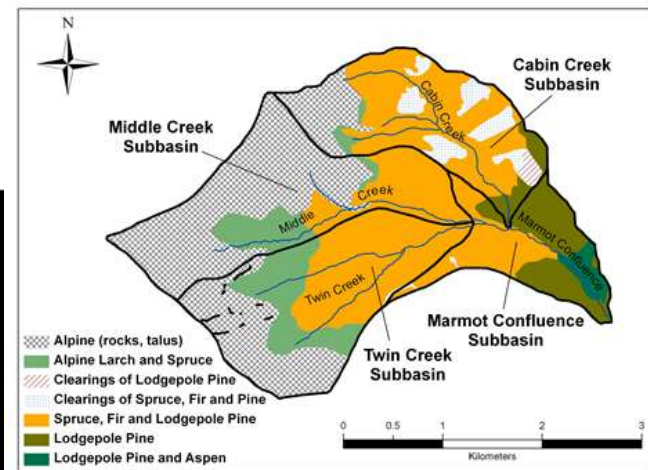 N
Cabin Creek
Subbasin
Middle Creek
Subbasin
Cabin Creek
Middle Creek
Marmot Confluence
Twin Creek
Marmot Confluence
Subbasin
Twin Creek
Subbasin
Alpine (rocks, talus)
Alpine Larch and Spruce
Clearings of Lodgepole Pine
Clearings of Spruce, Fir and Pine
Spruce, Fir and Lodgepole Pine
Lodgepole Pine
Lodgepole Pine and Aspen
0 0.5 1 2 3
Kilometers